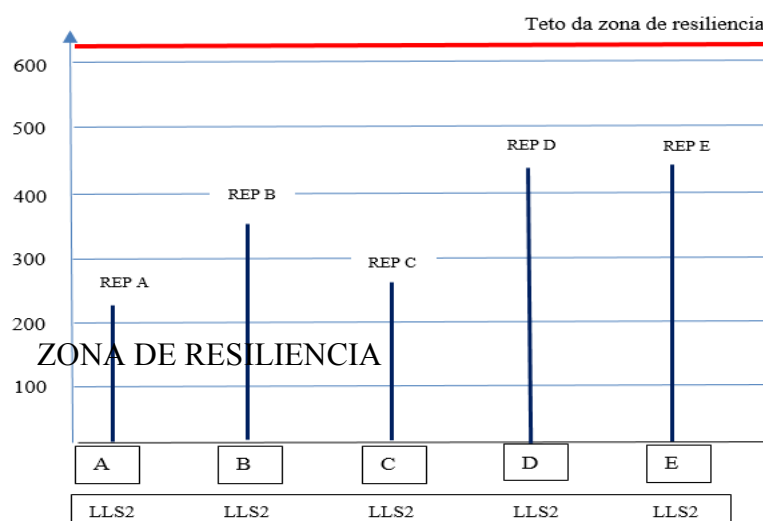 Teto da zona de resiliencia
600
500
REP D
REP E
400
REP B
300
REP C
REP A
200
ZONA DE RESILIENCIA
100
A B C D E
LLS2 LLS2 LLS2 LLS2 LLS2